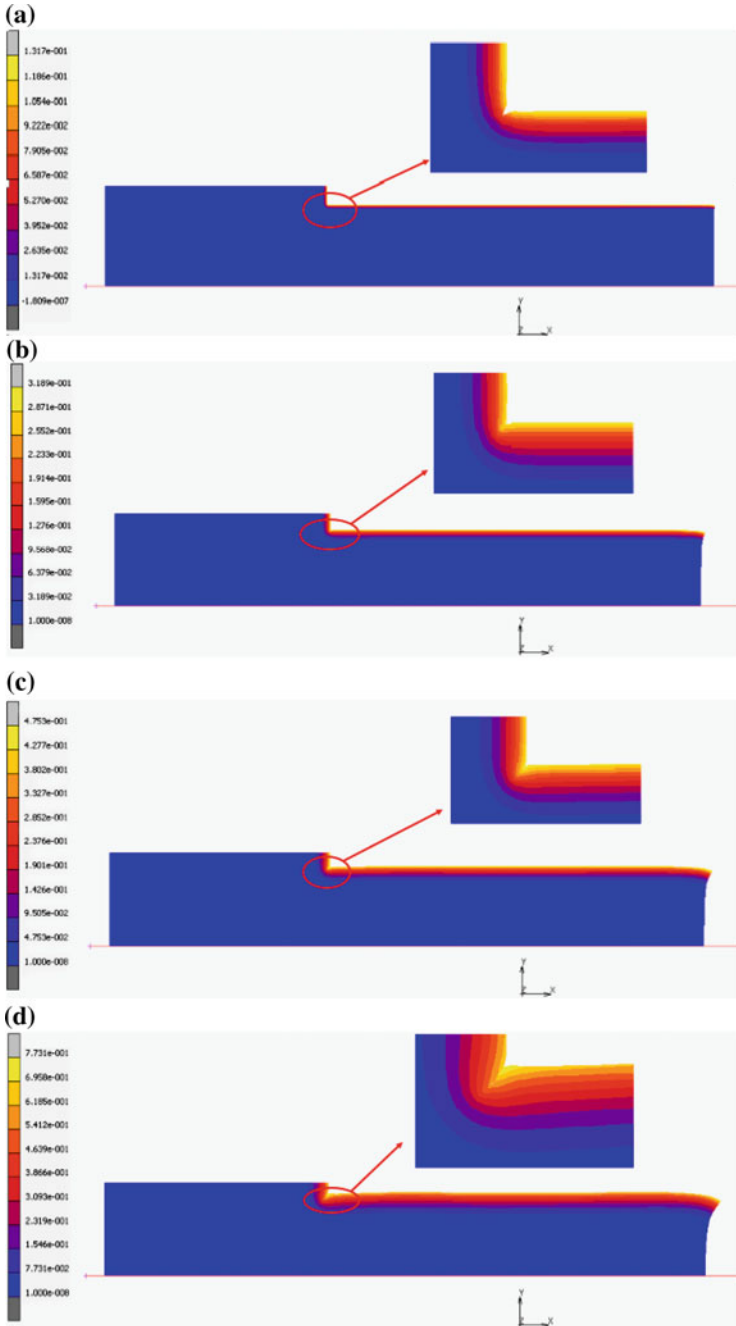 (a)
1.317e-001
1.186e-001
1.054e-001
9.222e-002
7.905e-002
6.587e-002
5.270e-002
3.952e-002
2.635e-002
1.317e-002
-1.809e-007
Y
Z X
(b)
3.189e-001
2.871e-001
2.552e-001
2.233e-001
1.914e-001
1.595e-001
1.276e-001
9.568e-002
6.379e-002
3.189e-002
1.000e-008
Y
Z X
(c)
4.753e-001
4.277e-001
3.802e-001
3.327e-001
2.852e-001
2.376e-001
1.901e-001
1.426e-001
9.505e-002
4.753e-002
1.000e-008
Y
Z X
(d)
7.731e-001
6.958e-001
6.185e-001
5.412e-001
4.639e-001
3.866e-001
3.093e-001
2.319e-001
1.546e-001
7.731e-002
1.000e-008
Y
Z X